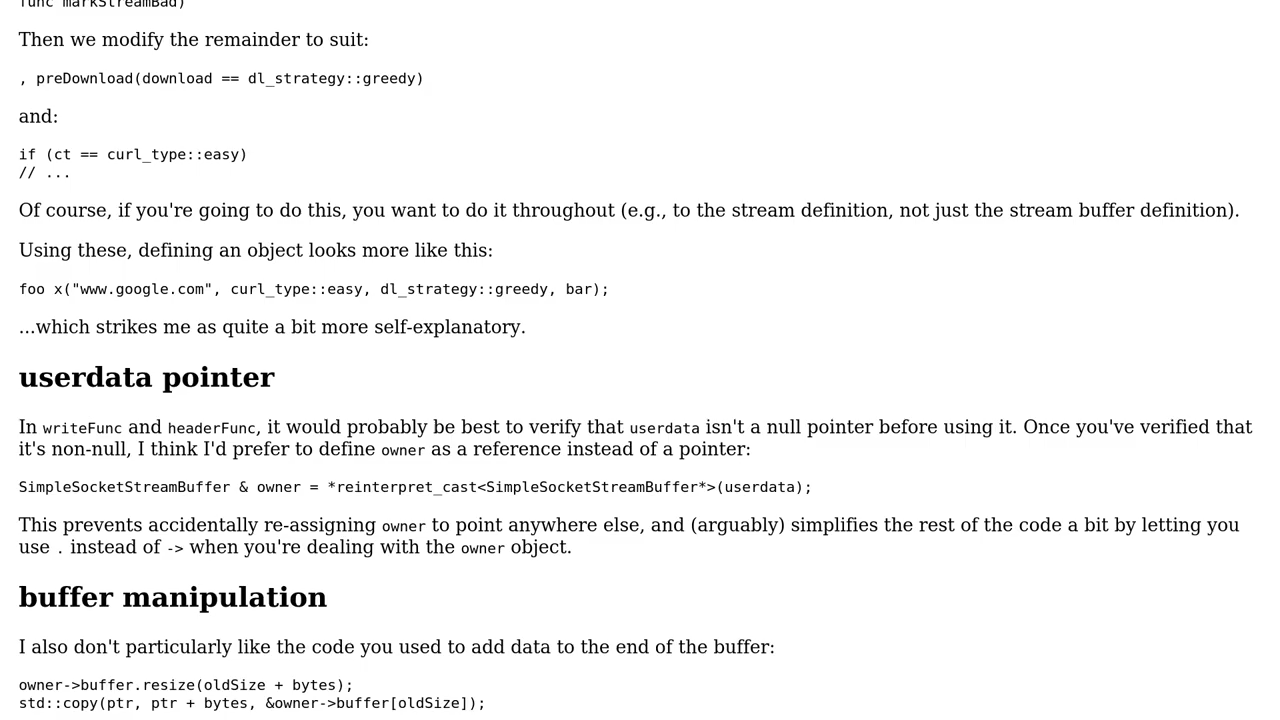 func markStreamBad)
Then we modify the remainder to suit:
, preDownload(download == dl_strategy::greedy)
and:
if (ct == curl_type::easy)
// ...
Of course, if you're going to do this, you want to do it throughout (e.g., to the stream definition, not just the stream buffer definition).
Using these, defining an object looks more like this:
foo x("www.google.com", curl_type::easy, dl_strategy::greedy, bar);
...which strikes me as quite a bit more self-explanatory.
userdata pointer
In writeFunc and headerFunc, it would probably be best to verify that userdata isn't a null pointer before using it. Once you've verified that
it's non-null, I think I'd prefer to define owner as a reference instead of a pointer:
SimpleSocketStreamBuffer & owner = *reinterpret_cast<SimpleSocketStreamBuffer*>(userdata);
This prevents accidentally re-assigning owner to point anywhere else, and (arguably) simplifies the rest of the code a bit by letting you
use . instead of -> when you're dealing with the owner object.
buffer manipulation
I also don't particularly like the code you used to add data to the end of the buffer:
owner->buffer.resize(oldSize + bytes);
std::copy(ptr, ptr + bytes, &owner->buffer[oldSize]);